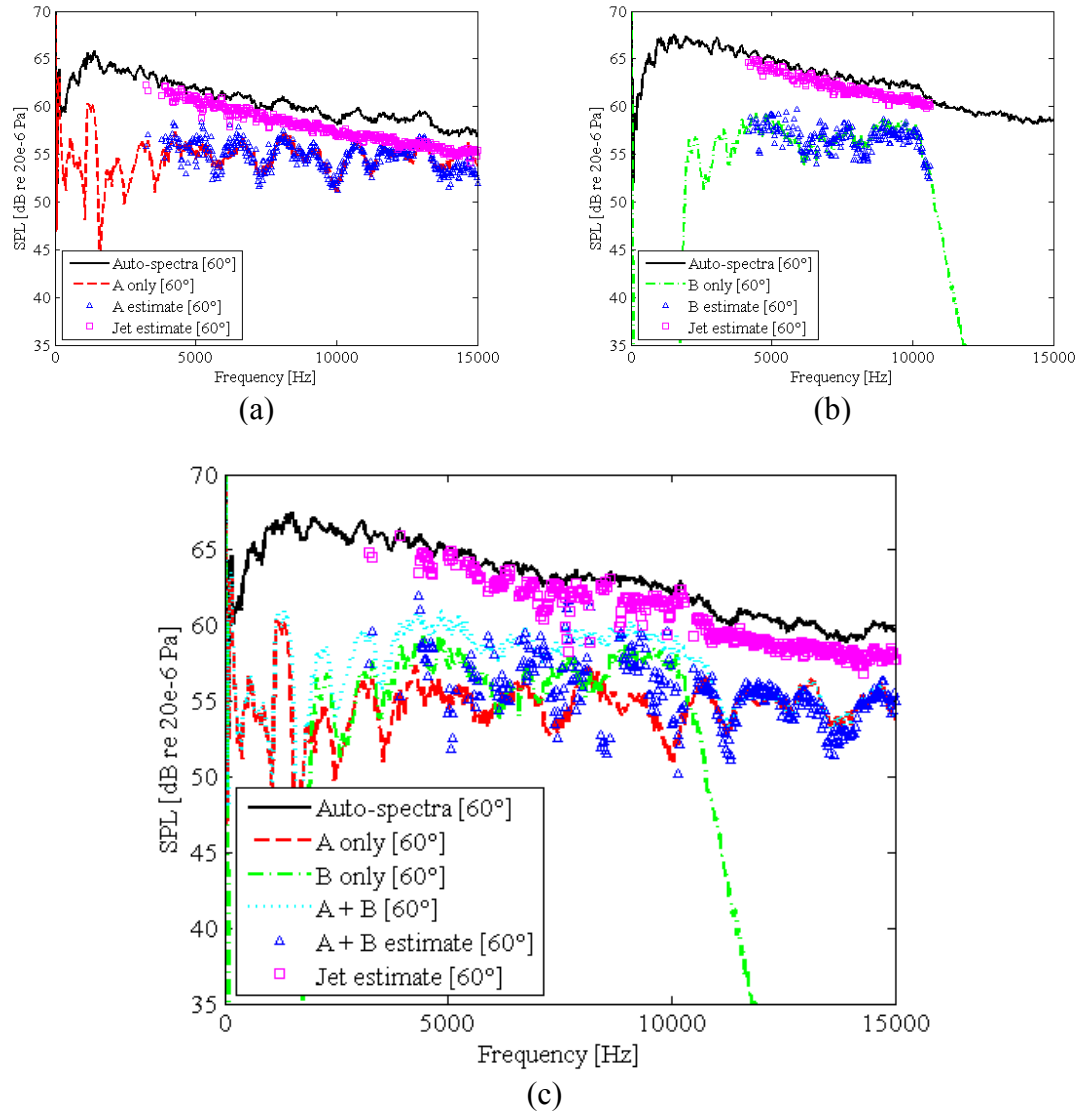 70
65
60
55
50
45
40
35
SPL [dB re 20e-6 Pa]
Auto-spectra [60°]
A only [60°]
A estimate [60°]
Jet estimate [60°]
0 5000 10000 15000
Frequency [Hz]
(a)
70
65
60
55
50
45
40
35
SPL [dB re 20e-6 Pa]
Auto-spectra [60°]
B only [60°]
B estimate [60°]
Jet estimate [60°]
0 5000 10000 15000
Frequency [Hz]
(b)
70
65
60
55
50
45
40
35
SPL [dB re 20e-6 Pa]
Auto-spectra [60°]
A only [60°]
B only [60°]
A + B [60°]
A + B estimate [60°]
Jet estimate [60°]
0 5000 10000 15000
Frequency [Hz]
(c)